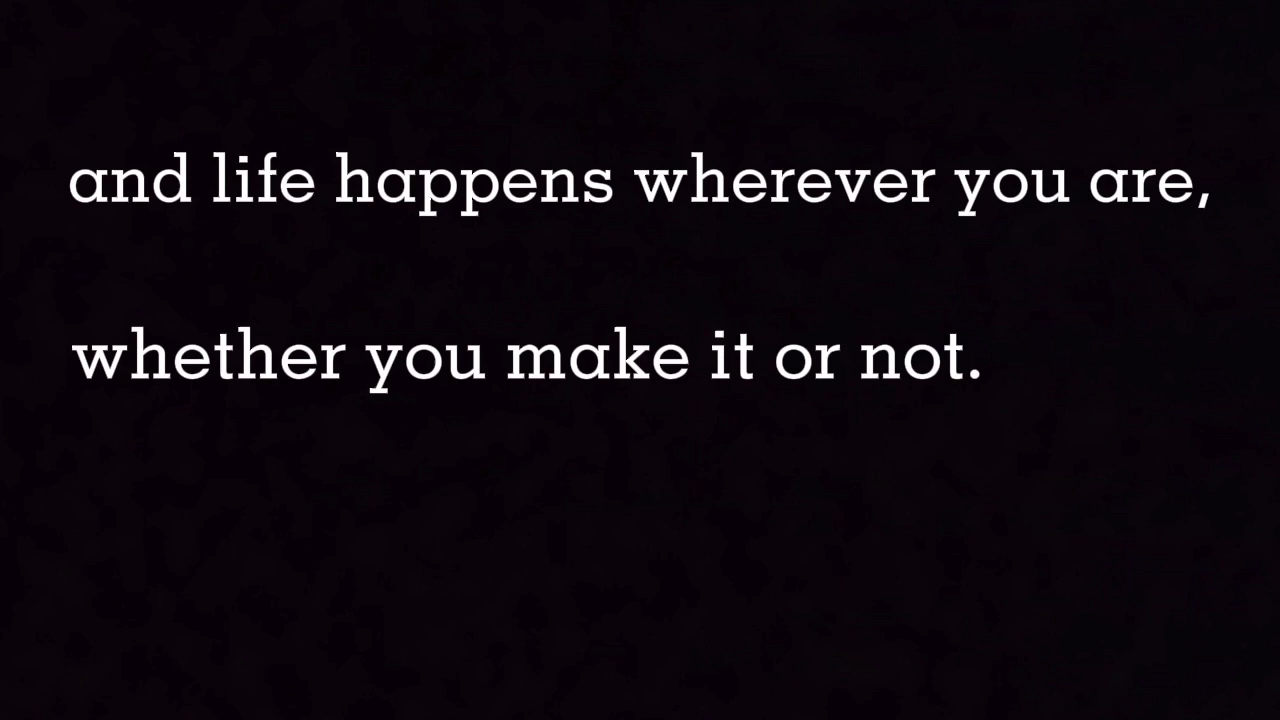 and life happens wherever you are,
whether you make it or not.